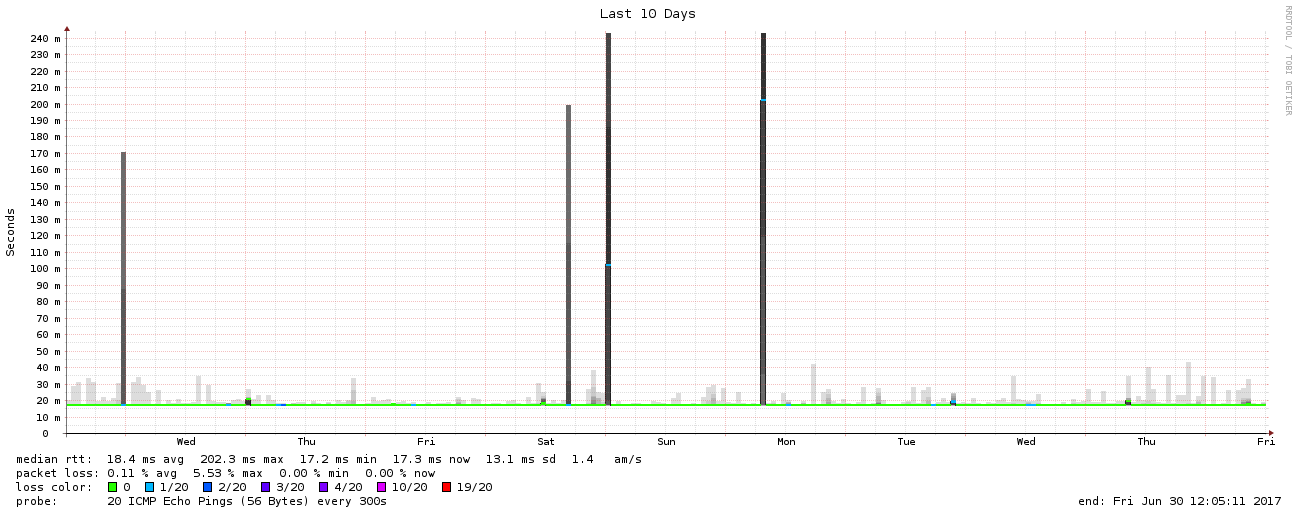 Last 10 Days
RRDTOOL / TOBI OETIKER
Seconds
240 m
230 m
220 m
210 m
200 m
190 m
180 m
170 m
160 m
150 m
140 m
130 m
120 m
110 m
100 m
90 m
80 m
70 m
60 m
50 m
40 m
30 m
20 m
10 m
0
Wed Thu Fri Sat Sun Mon Tue Wed Thu Fri
median rtt: 18.4 ms avg 202.3 ms max 17.2 ms min 17.3 ms now 13.1 ms sd 1.4 am/s
packet loss: 0.11 % avg 5.53 % max 0.00 % min 0.00 % now
loss color: 0 1/20 2/20 3/20 4/20 10/20 19/20
probe: 20 ICMP Echo Pings (56 Bytes) every 300s end: Fri Jun 30 12:05:11 2017